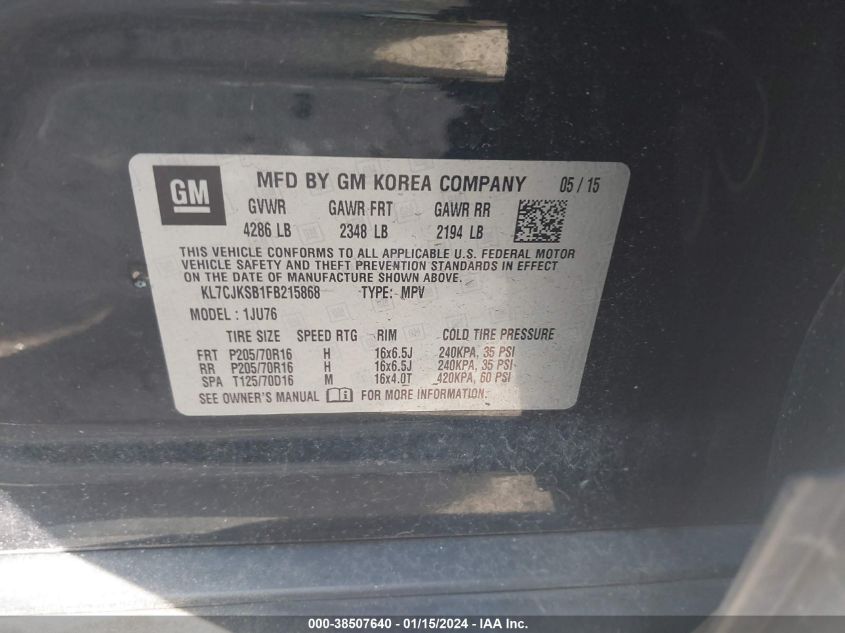 GM MFD BY GM KOREA COMPANY 05 / 15
GVWR GAWR FRT GAWR RR
4286 LB 2348 LB 2194 LB
THIS VEHICLE CONFORMS TO ALL APPLICABLE U.S. FEDERAL MOTOR
VEHICLE SAFETY AND THEFT PREVENTION STANDARDS IN EFFECT
ON THE DATE OF MANUFACTURE SHOWN ABOVE.
KL7CJKSB1FB215868 TYPE: MPV
MODEL : 1JU76
TIRE SIZE SPEED RTG RIM COLD TIRE PRESSURE
FRT P205/70R16 H 16x6.5J 240KPA, 35 PSI
RR P205/70R16 H 16x6.5J 240KPA, 35 PSI
SPA T125/70D16 M 16x4.0T 420KPA, 60 PSI
SEE OWNER'S MANUAL FOR MORE INFORMATION.
000-38507640 - 01/15/2024 - IAA Inc.